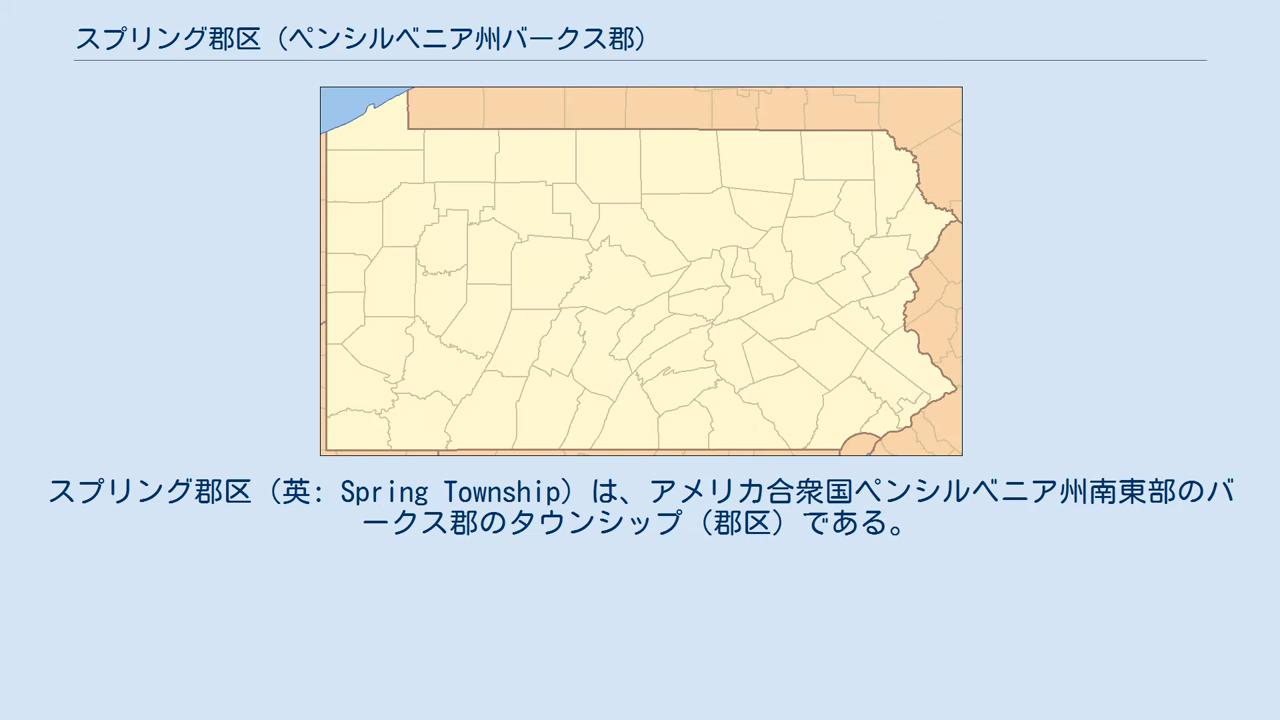 スプリング郡区（ペンシルベニア州バークス郡）
スプリング郡区（英: Spring Township）は、アメリカ合衆国ペンシルベニア州南東部のバ
ークス郡のタウンシップ（郡区）である。